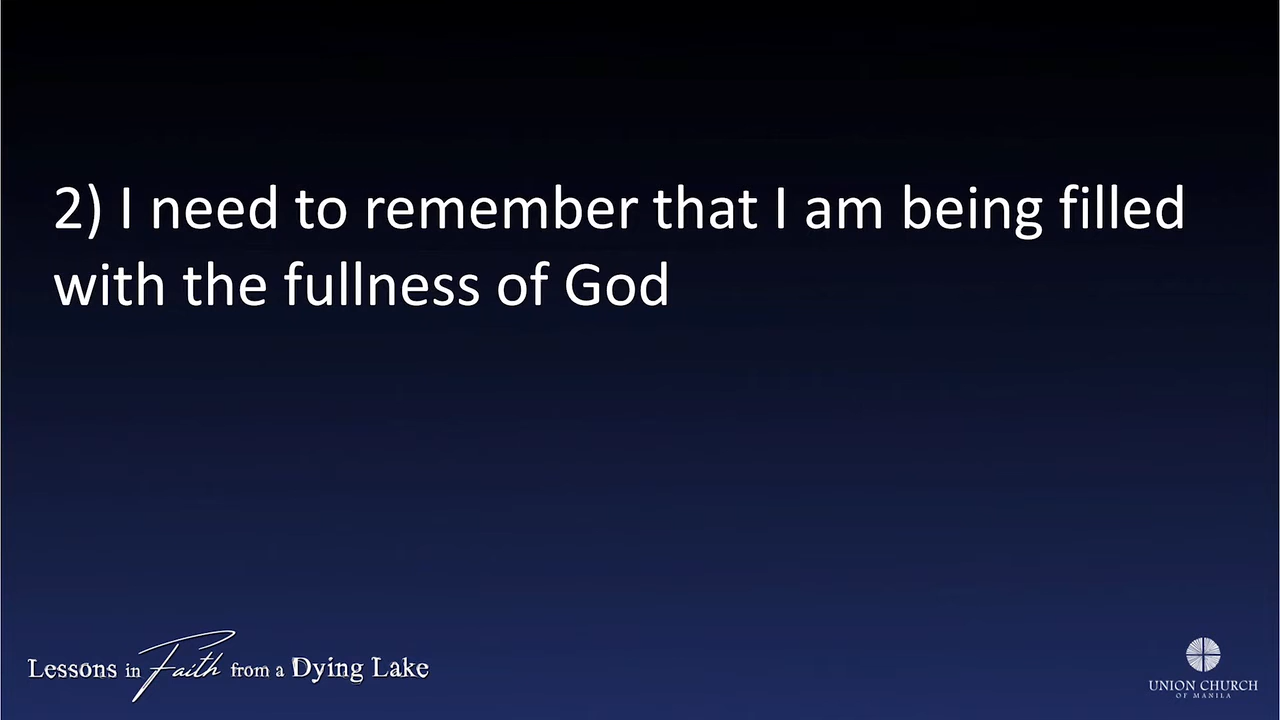 2) I need to remember that I am being filled
with the fullness of God
Lessons in Faith from a Dying Lake
UNION CHURCH
OF MANILA